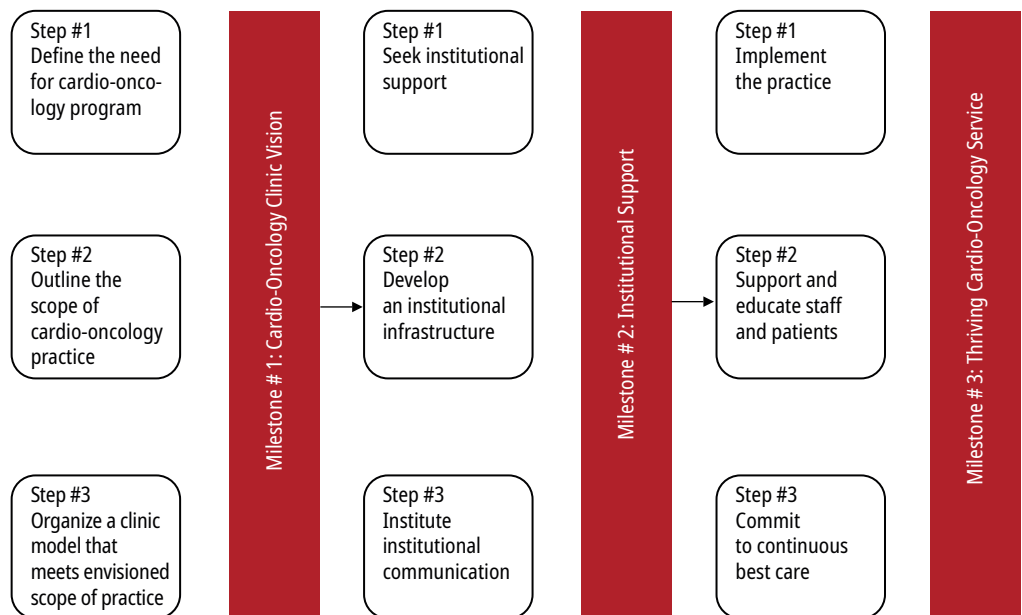 Step #1
Define the need
for cardio-onco-
logy program
Step #2
Outline the
scope of
cardio-oncology
practice
Step #3
Organize a clinic
model that
meets envisioned
scope of practice
Milestone # 1: Cardio-Oncology Clinic Vision
Step #1
Seek institutional
support
Step #2
Develop
an institutional
infrastructure
Step #3
Institute
institutional
communication
Milestone # 2: Institutional Support
Step #1
Implement
the practice
Step #2
Support and
educate staff
and patients
Step #3
Commit
to continuous
best care
Milestone # 3: Thriving Cardio-Oncology Service